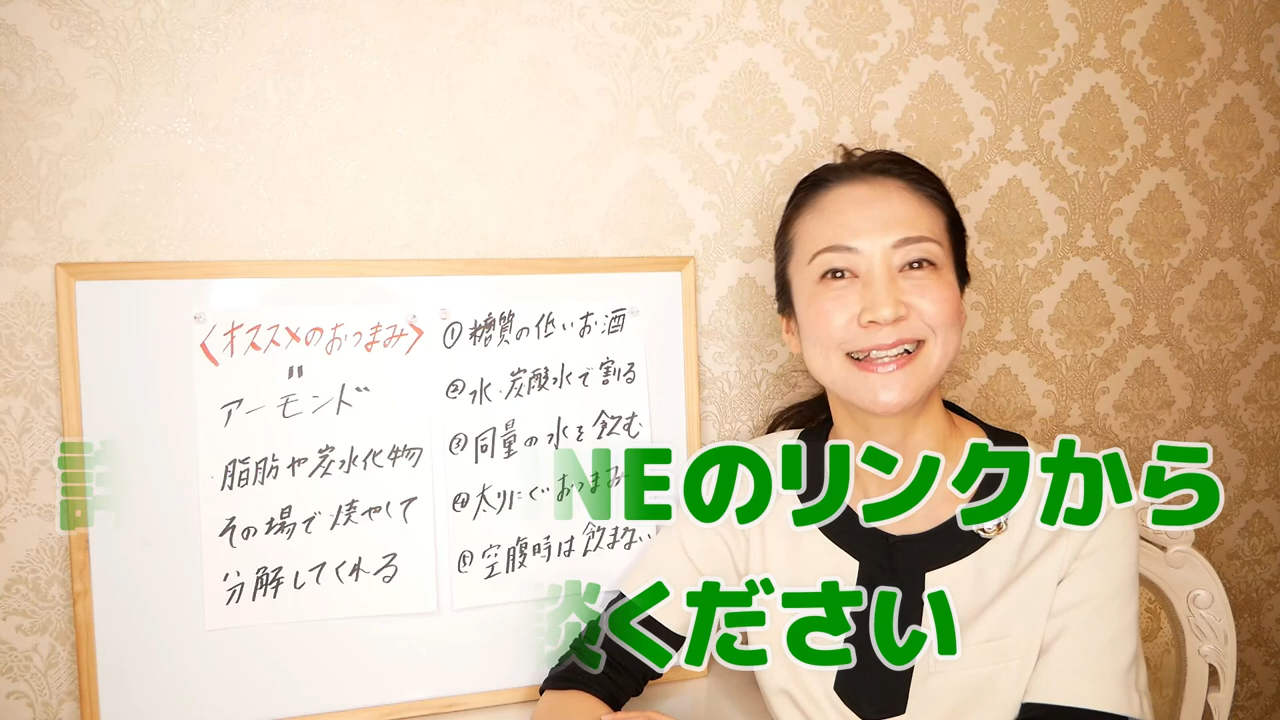 〈オススメのおつまみ〉
〃
アーモンド
脂肪や炭水化物
その場で燃やして
分解してくれる
①糖質の低いお酒
②水・炭酸水で割る
③同量の水を飲む
④太りにくいおつまみ
⑤空腹時は飲まない
NEのリンクから
談ください